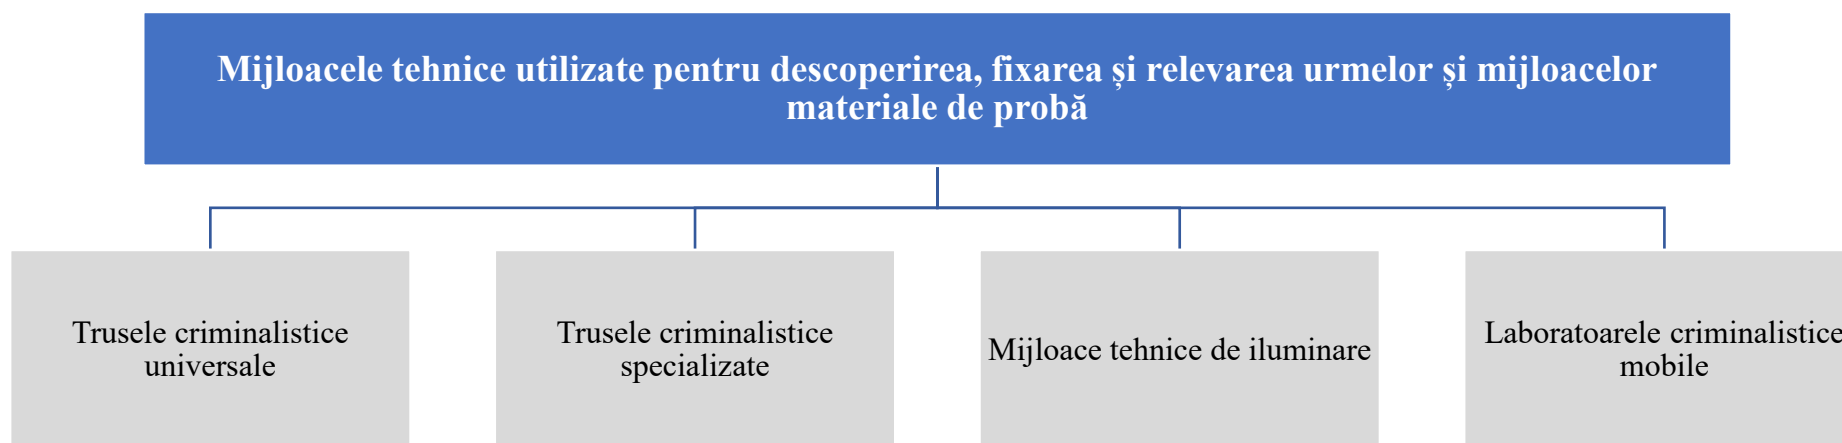 Mijloacele tehnice utilizate pentru descoperirea, fixarea și relevarea urmelor și mijloacelor
materiale de probă
Trusele criminalistice
universale
Trusele criminalistice
specializate
Mijloace tehnice de iluminare
Laboratoarele criminalistice
mobile